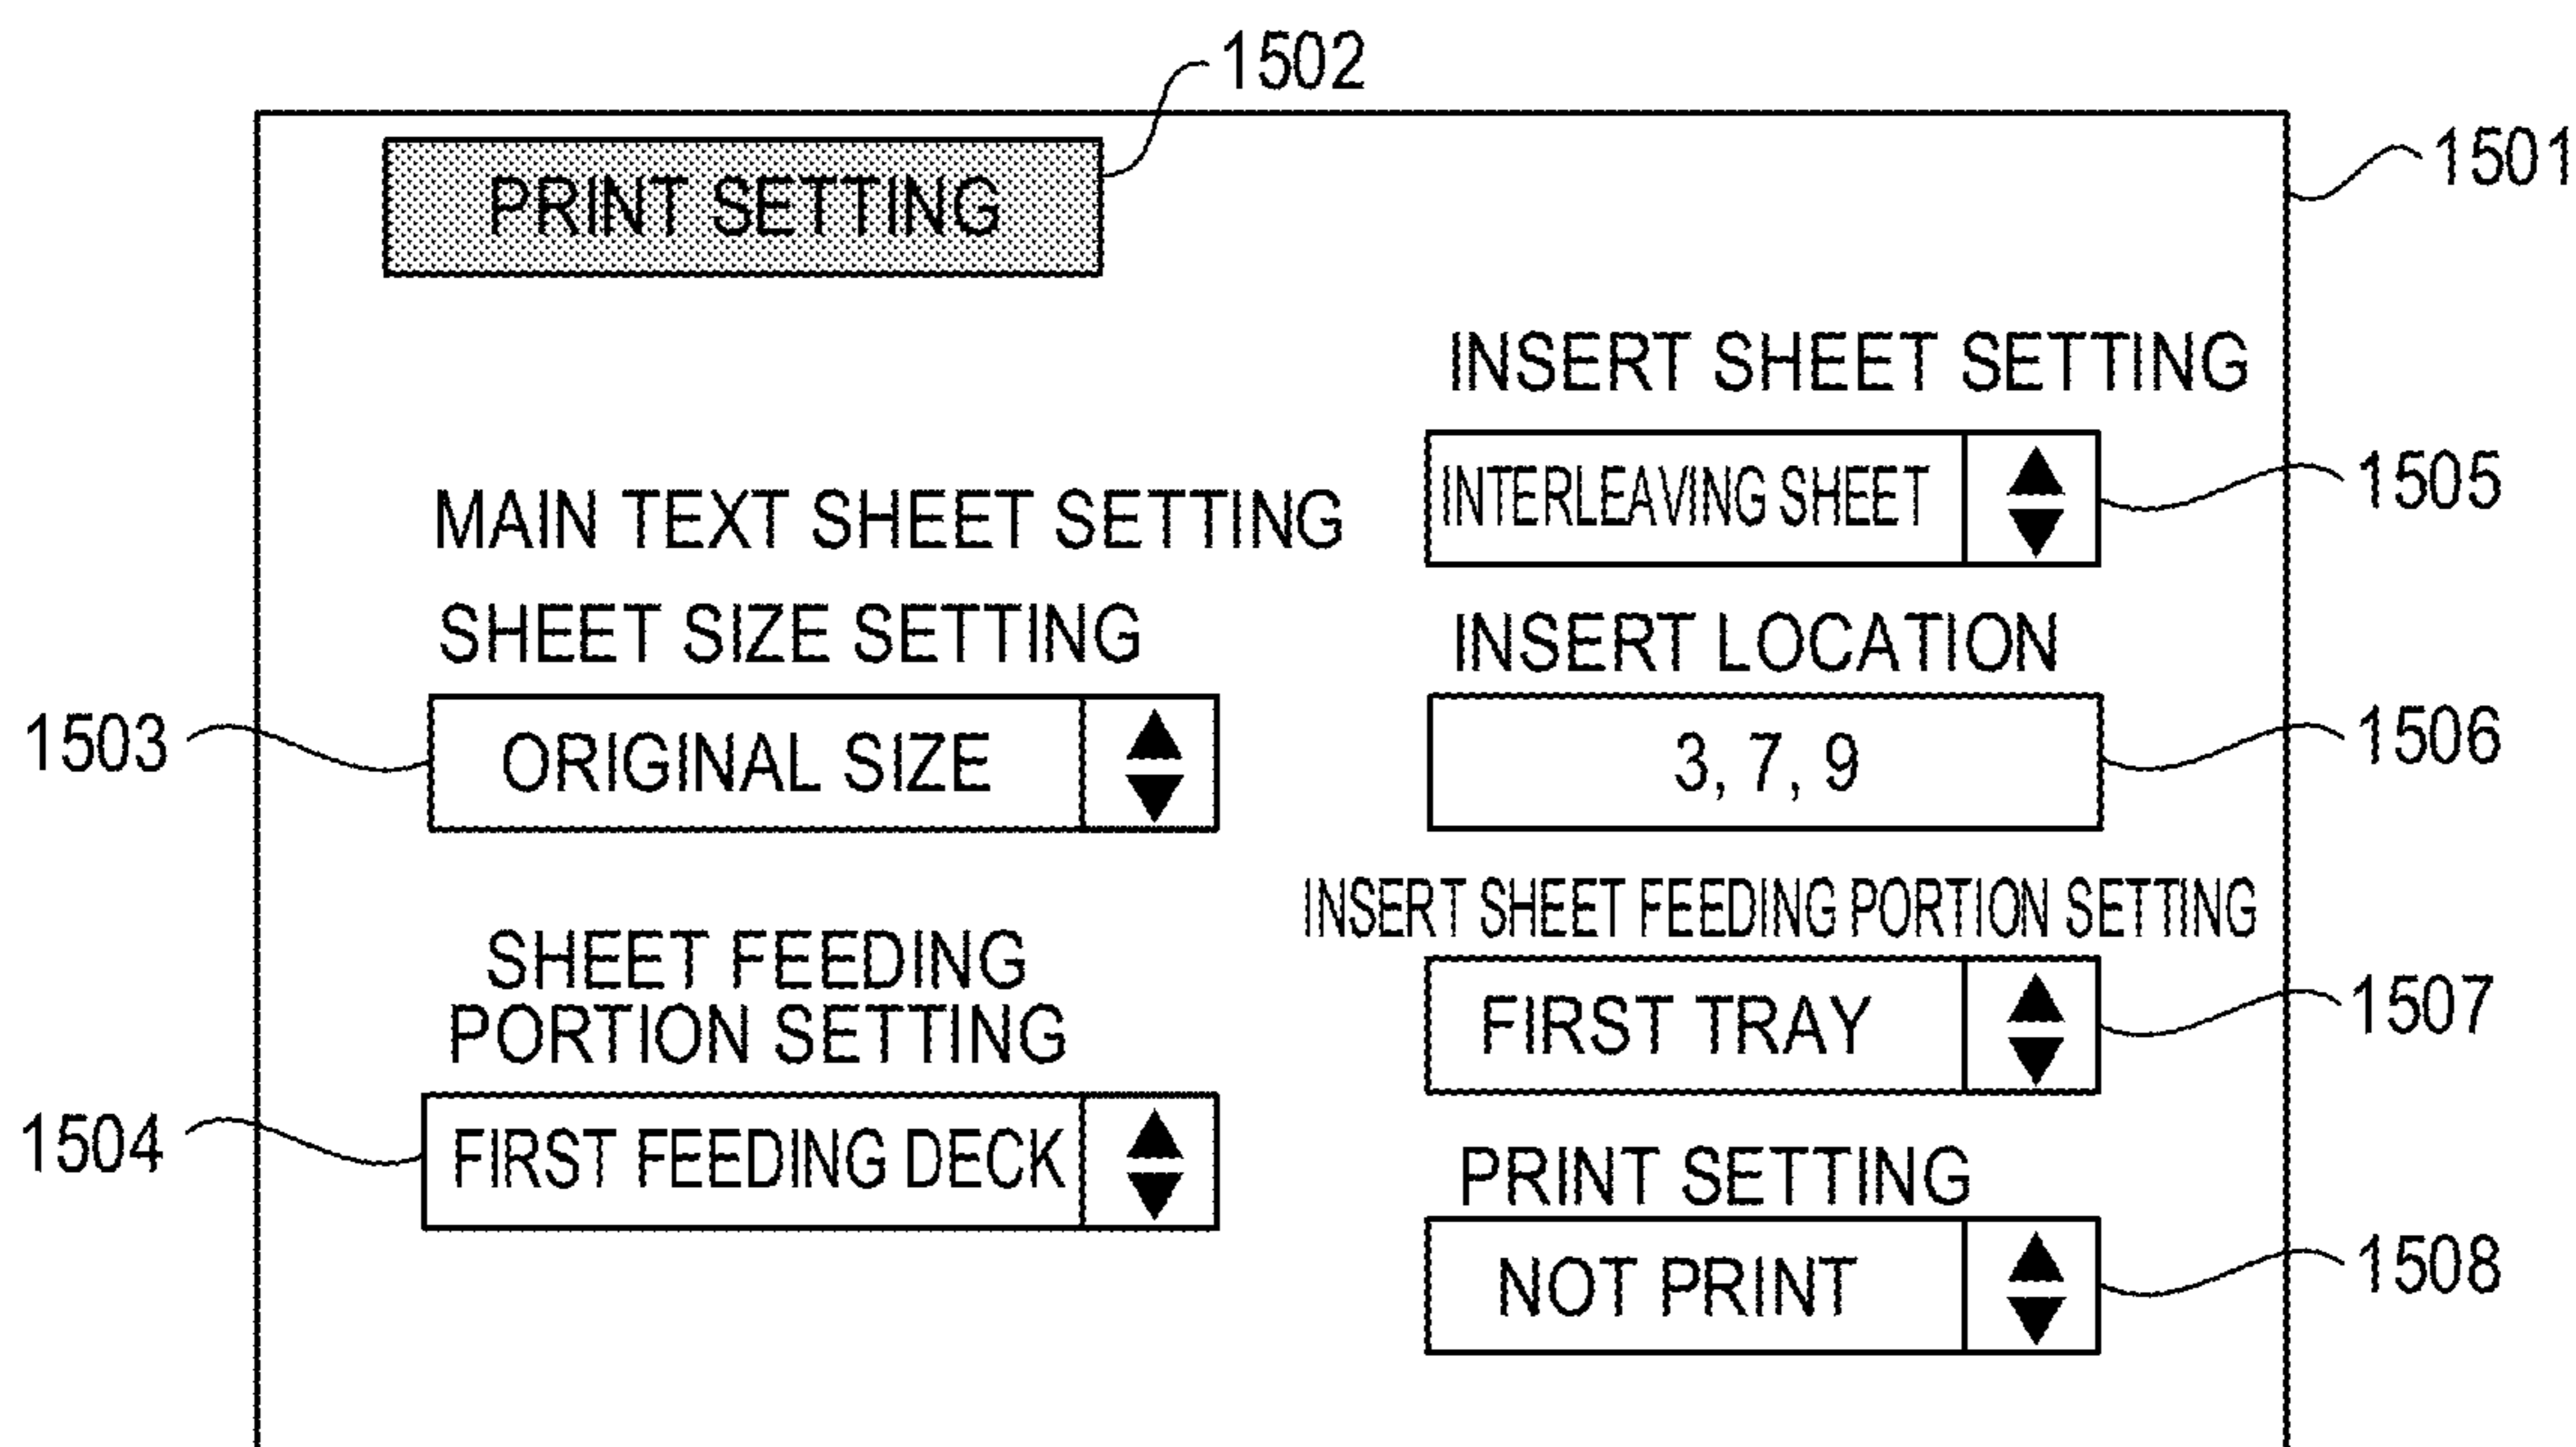 1502
1501
PRINT SETTING
MAIN TEXT SHEET SETTING
SHEET SIZE SETTING
1503
ORIGINAL SIZE
SHEET FEEDING
PORTION SETTING
1504
FIRST FEEDING DECK
INSERT SHEET SETTING
INTERLEAVING SHEET
1505
INSERT LOCATION
3, 7, 9
1506
INSERT SHEET FEEDING PORTION SETTING
FIRST TRAY
1507
PRINT SETTING
NOT PRINT
1508